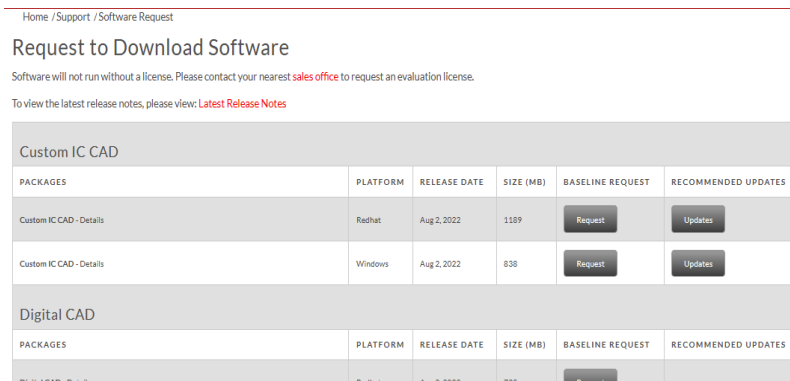 Home / Support / Software Request
Request to Download Software
Software will not run without a license. Please contact your nearest sales office to request an evaluation license.
To view the latest release notes, please view: Latest Release Notes
Custom IC CAD
PACKAGES PLATFORM RELEASE DATE SIZE (MB) BASELINE REQUEST RECOMMENDED UPDATES
Custom IC CAD - Details Redhat Aug 2, 2022 1189 Request Updates
Custom IC CAD - Details Windows Aug 2, 2022 838 Request Updates
Digital CAD
PACKAGES PLATFORM RELEASE DATE SIZE (MB) BASELINE REQUEST RECOMMENDED UPDATES